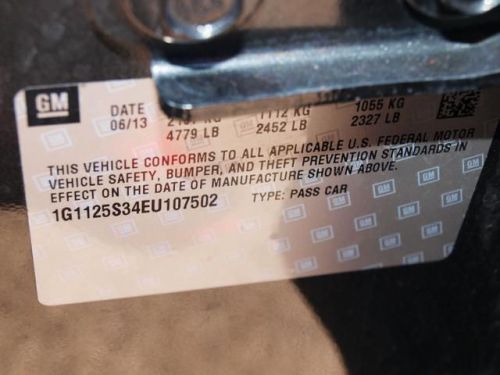 GM
DATE 1112 KG 1055 KG
06/13 4779 LB 2452 LB 2327 LB
THIS VEHICLE CONFORMS TO ALL APPLICABLE U.S. FEDERAL MOTOR
VEHICLE SAFETY, BUMPER, AND THEFT PREVENTION STANDARDS IN
EFFECT ON THE DATE OF MANUFACTURE SHOWN ABOVE.
1G1125S34EU107502 TYPE: PASS CAR